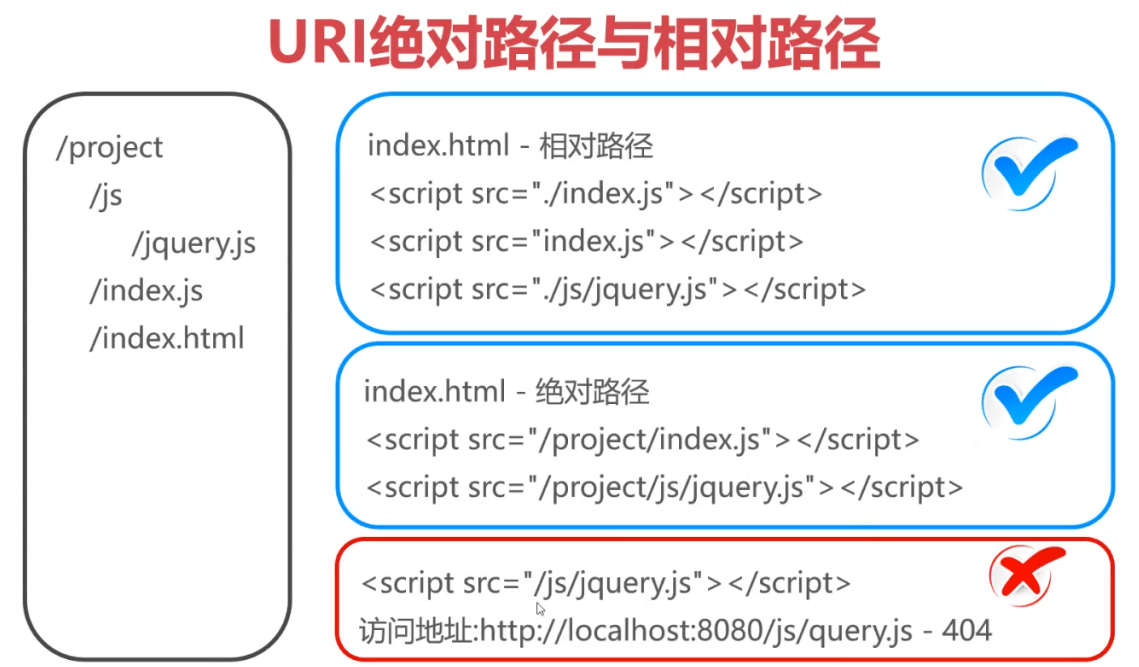 URI绝对路径与相对路径
/project
/js
/jquery.js
/index.js
/index.html
index.html - 相对路径
<script src="./index.js"></script>
<script src="index.js"></script>
<script src="./js/jquery.js"></script>
index.html - 绝对路径
<script src="/project/index.js"></script>
<script src="/project/js/jquery.js"></script>
<script src="/js/jquery.js"></script>
访问地址:http://localhost:8080/js/query.js - 404